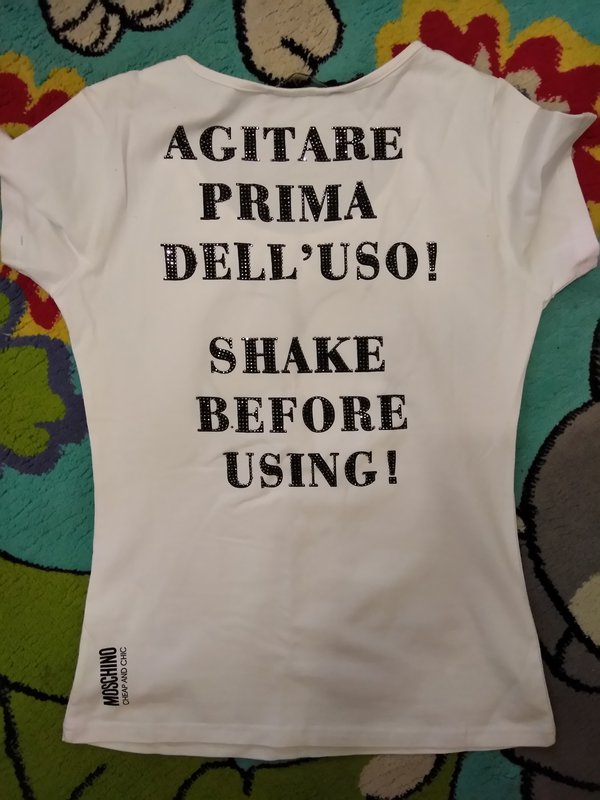 AGITARE
PRIMA
DELL'USO!
SHAKE
BEFORE
USING!
MOSCHINO
CHEAP AND CHIC